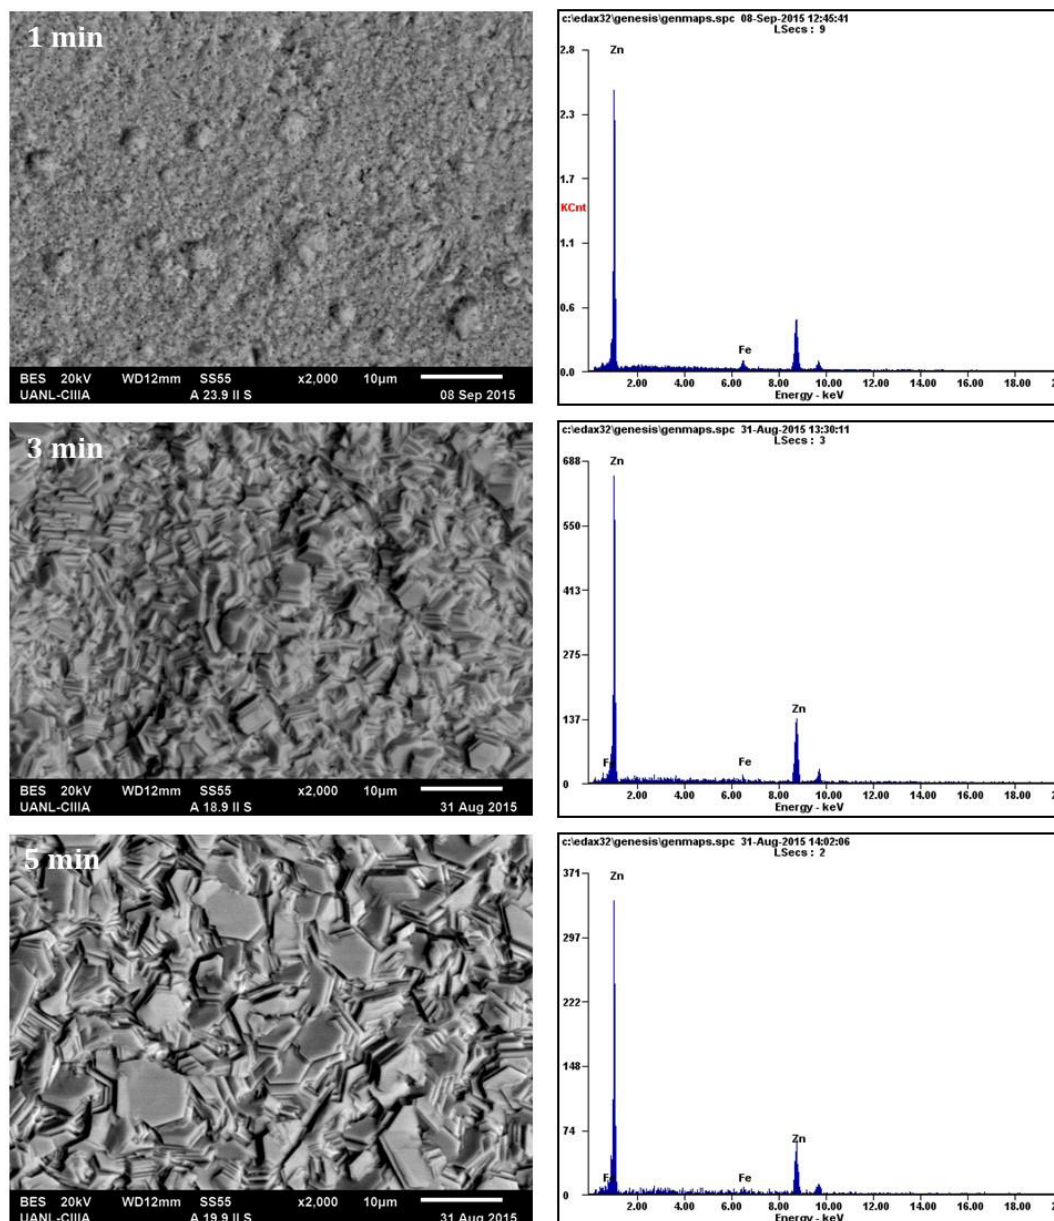 1 min
BES 20kV WD12mm SS55 x2,000 10µm
UANL-CIIIA A 23.9 II S 08 Sep 2015
c:\edax32\genesis\genmaps.spc 08-Sep-2015 12:45:41
LSecs : 9
2.8
Zn
2.3
1.7
KCnt
1.1
0.6
Fe
0.0
2.00 4.00 6.00 8.00 10.00 12.00 14.00 16.00 18.00
Energy - keV
3 min
BES 20kV WD12mm SS55 x2,000 10µm
UANL-CIIIA A 18.9 II S 31 Aug 2015
c:\edax32\genesis\genmaps.spc 31-Aug-2015 13:30:11
LSecs : 3
688
Zn
550
413
275
137
Zn
F Fe
0
2.00 4.00 6.00 8.00 10.00 12.00 14.00 16.00 18.00
Energy - keV
5 min
BES 20kV WD12mm SS55 x2,000 10µm
UANL-CIIIA A 19.9 II S 31 Aug 2015
c:\edax32\genesis\genmaps.spc 31-Aug-2015 14:02:06
LSecs : 2
371
Zn
297
222
148
74
Zn
F Fe
0
2.00 4.00 6.00 8.00 10.00 12.00 14.00 16.00 18.00
Energy - keV